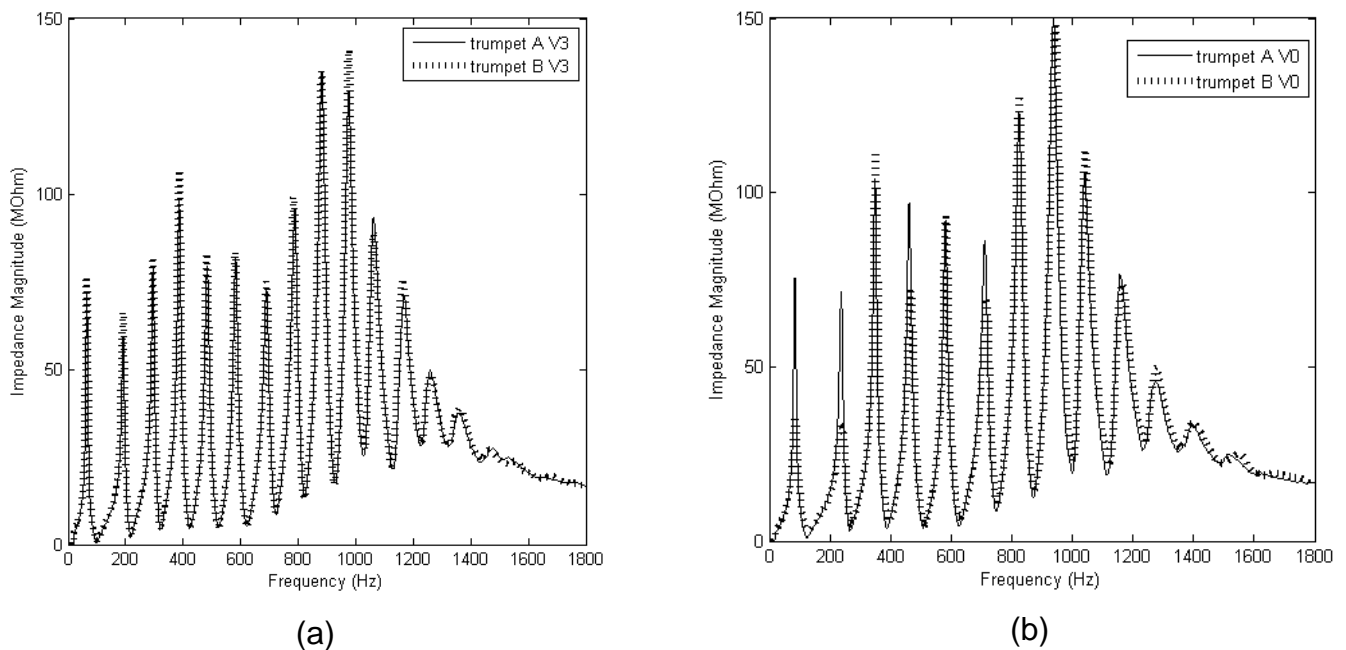 150
100
50
0
Impedance Magnitude (MOhm)
trumpet A V3
trumpet B V3
0 200 400 600 800 1000 1200 1400 1600 1800
Frequency (Hz)
(a)
150
100
50
0
Impedance Magnitude (MOhm)
trumpet A V0
trumpet B V0
0 200 400 600 800 1000 1200 1400 1600 1800
Frequency (Hz)
(b)